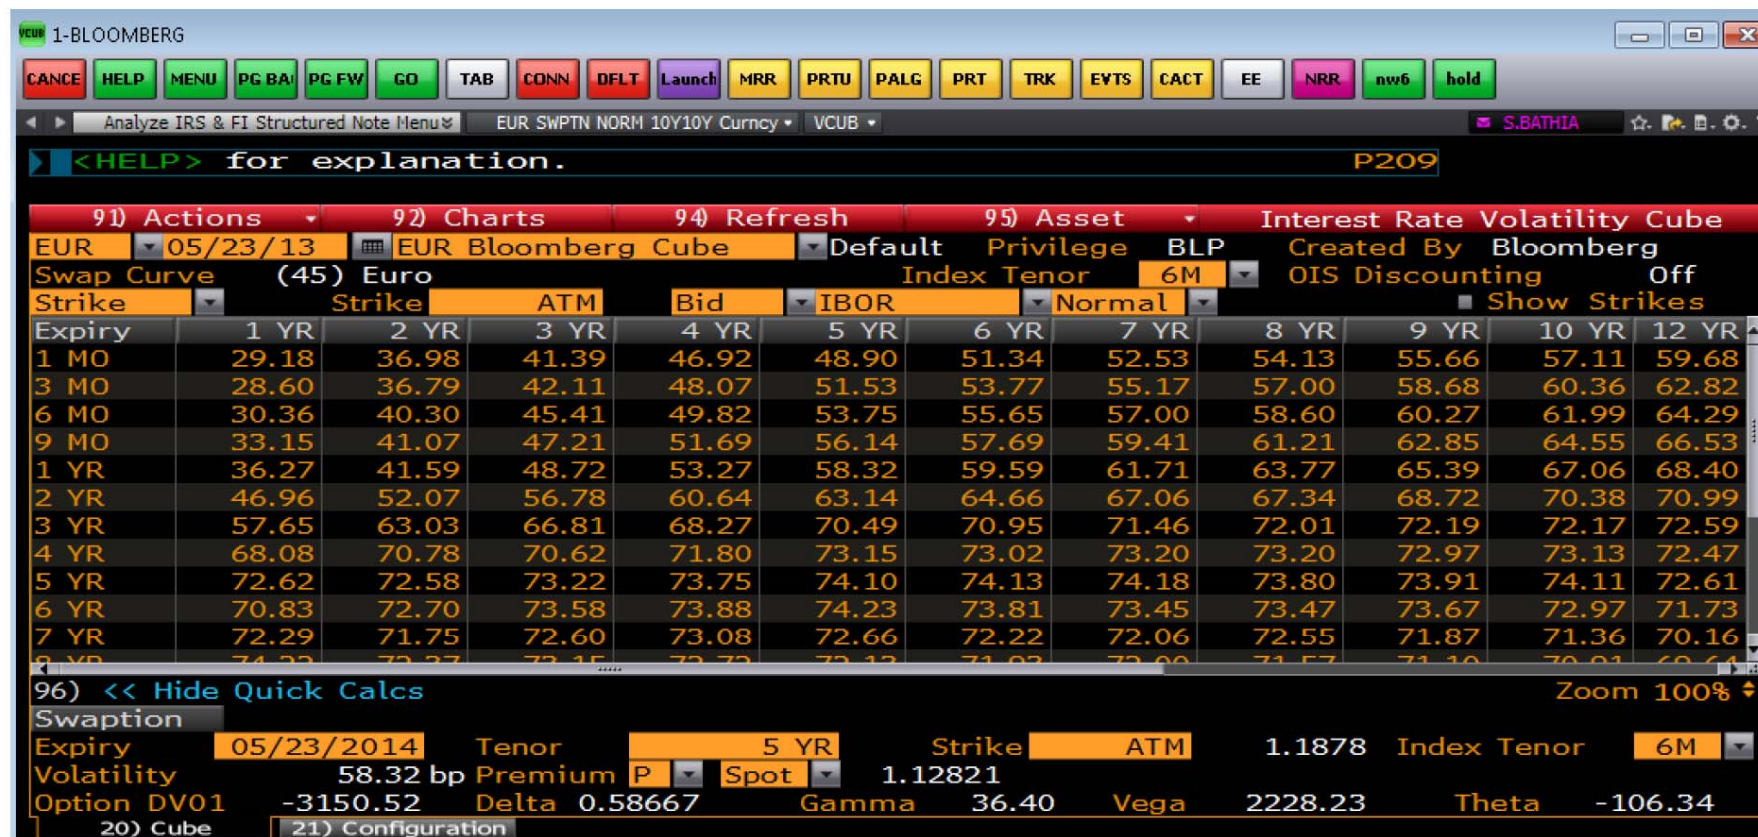 VCUB 1-BLOOMBERG
CANCE HELP MENU PG BA PG FW GO TAB CONN DFLT Launch MRR PRTU PALG PRT TRK EVTS CACT EE NRR nw6 hold
Analyze IRS & FI Structured Note Menu EUR SWPTN NORM 10Y10Y Curncy VCUB S.BATHIA
<HELP> for explanation. P209
91) Actions 92) Charts 94) Refresh 95) Asset Interest Rate Volatility Cube
EUR 05/23/13 EUR Bloomberg Cube Default Privilege BLP Created By Bloomberg
Swap Curve (45) Euro Index Tenor 6M OIS Discounting Off
Strike Strike ATM Bid IBOR Normal Show Strikes
Expiry 1 YR 2 YR 3 YR 4 YR 5 YR 6 YR 7 YR 8 YR 9 YR 10 YR 12 YR
1 MO 29.18 36.98 41.39 46.92 48.90 51.34 52.53 54.13 55.66 57.11 59.68
3 MO 28.60 36.79 42.11 48.07 51.53 53.77 55.17 57.00 58.68 60.36 62.82
6 MO 30.36 40.30 45.41 49.82 53.75 55.65 57.00 58.60 60.27 61.99 64.29
9 MO 33.15 41.07 47.21 51.69 56.14 57.69 59.41 61.21 62.85 64.55 66.53
1 YR 36.27 41.59 48.72 53.27 58.32 59.59 61.71 63.77 65.39 67.06 68.40
2 YR 46.96 52.07 56.78 60.64 63.14 64.66 67.06 67.34 68.72 70.38 70.99
3 YR 57.65 63.03 66.81 68.27 70.49 70.95 71.46 72.01 72.19 72.17 72.59
4 YR 68.08 70.78 70.62 71.80 73.15 73.02 73.20 73.20 72.97 73.13 72.47
5 YR 72.62 72.58 73.22 73.75 74.10 74.13 74.18 73.80 73.91 74.11 72.61
6 YR 70.83 72.70 73.58 73.88 74.23 73.81 73.45 73.47 73.67 72.97 71.73
7 YR 72.29 71.75 72.60 73.08 72.66 72.22 72.06 72.55 71.87 71.36 70.16
96) << Hide Quick Calcs Zoom 100%
Swaption
Expiry 05/23/2014 Tenor 5 YR Strike ATM 1.1878 Index Tenor 6M
Volatility 58.32 bp Premium P Spot 1.12821
Option DV01 -3150.52 Delta 0.58667 Gamma 36.40 Vega 2228.23 Theta -106.34
20) Cube 21) Configuration